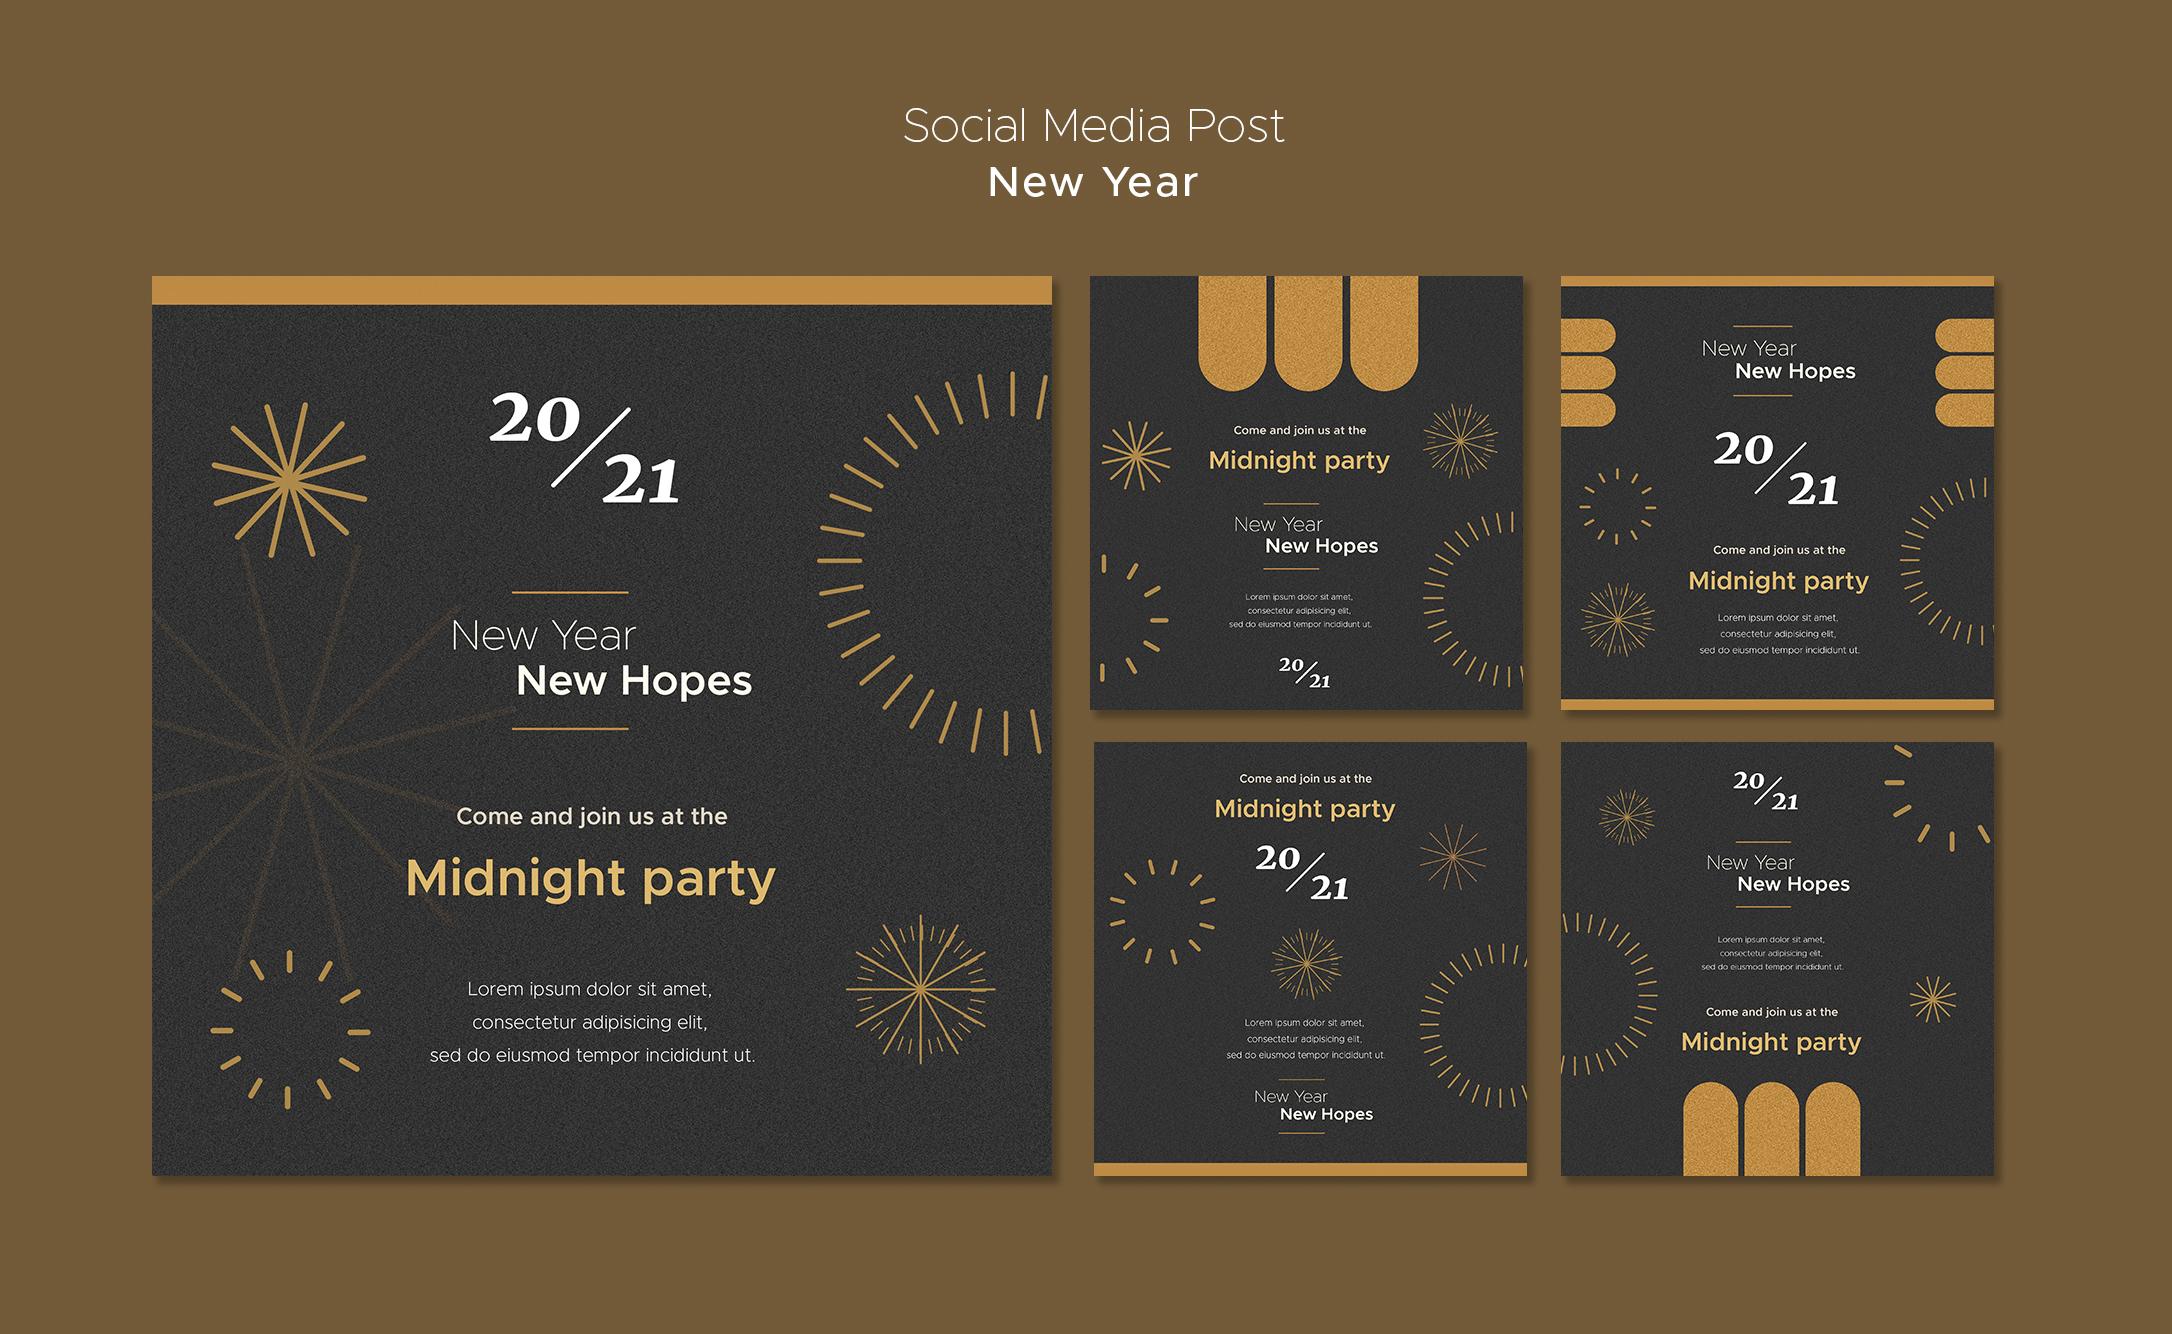 Social Media Post
New Year
20/21
New Year
New Hopes
Come and join us at the
Midnight party
Lorem ipsum dolor sit amet,
consectetur adipisicing elit,
sed do eiusmod tempor incididunt ut.
Come and join us at the
Midnight party
New Year
New Hopes
Lorem ipsum dolor sit amet,
consectetur adipisicing elit,
sed do eiusmod tempor incididunt ut.
20/21
New Year
New Hopes
20/21
Come and join us at the
Midnight party
Lorem ipsum dolor sit amet,
consectetur adipisicing elit,
sed do eiusmod tempor incididunt ut.
Come and join us at the
Midnight party
20/21
Lorem ipsum dolor sit amet,
consectetur adipisicing elit,
sed do eiusmod tempor incididunt ut.
New Year
New Hopes
20/21
New Year
New Hopes
Lorem ipsum dolor sit amet,
consectetur adipisicing elit,
sed do eiusmod tempor incididunt ut.
Come and join us at the
Midnight party